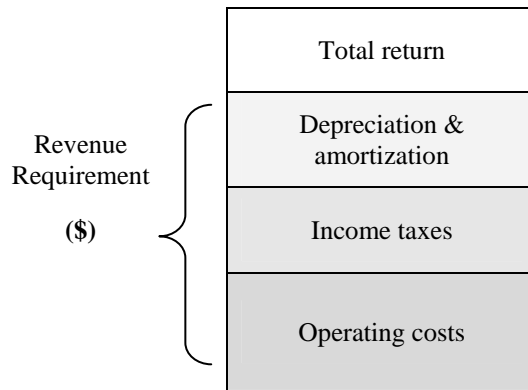 Total return
Depreciation &
amortization
Revenue
Requirement
($)
Income taxes
Operating costs